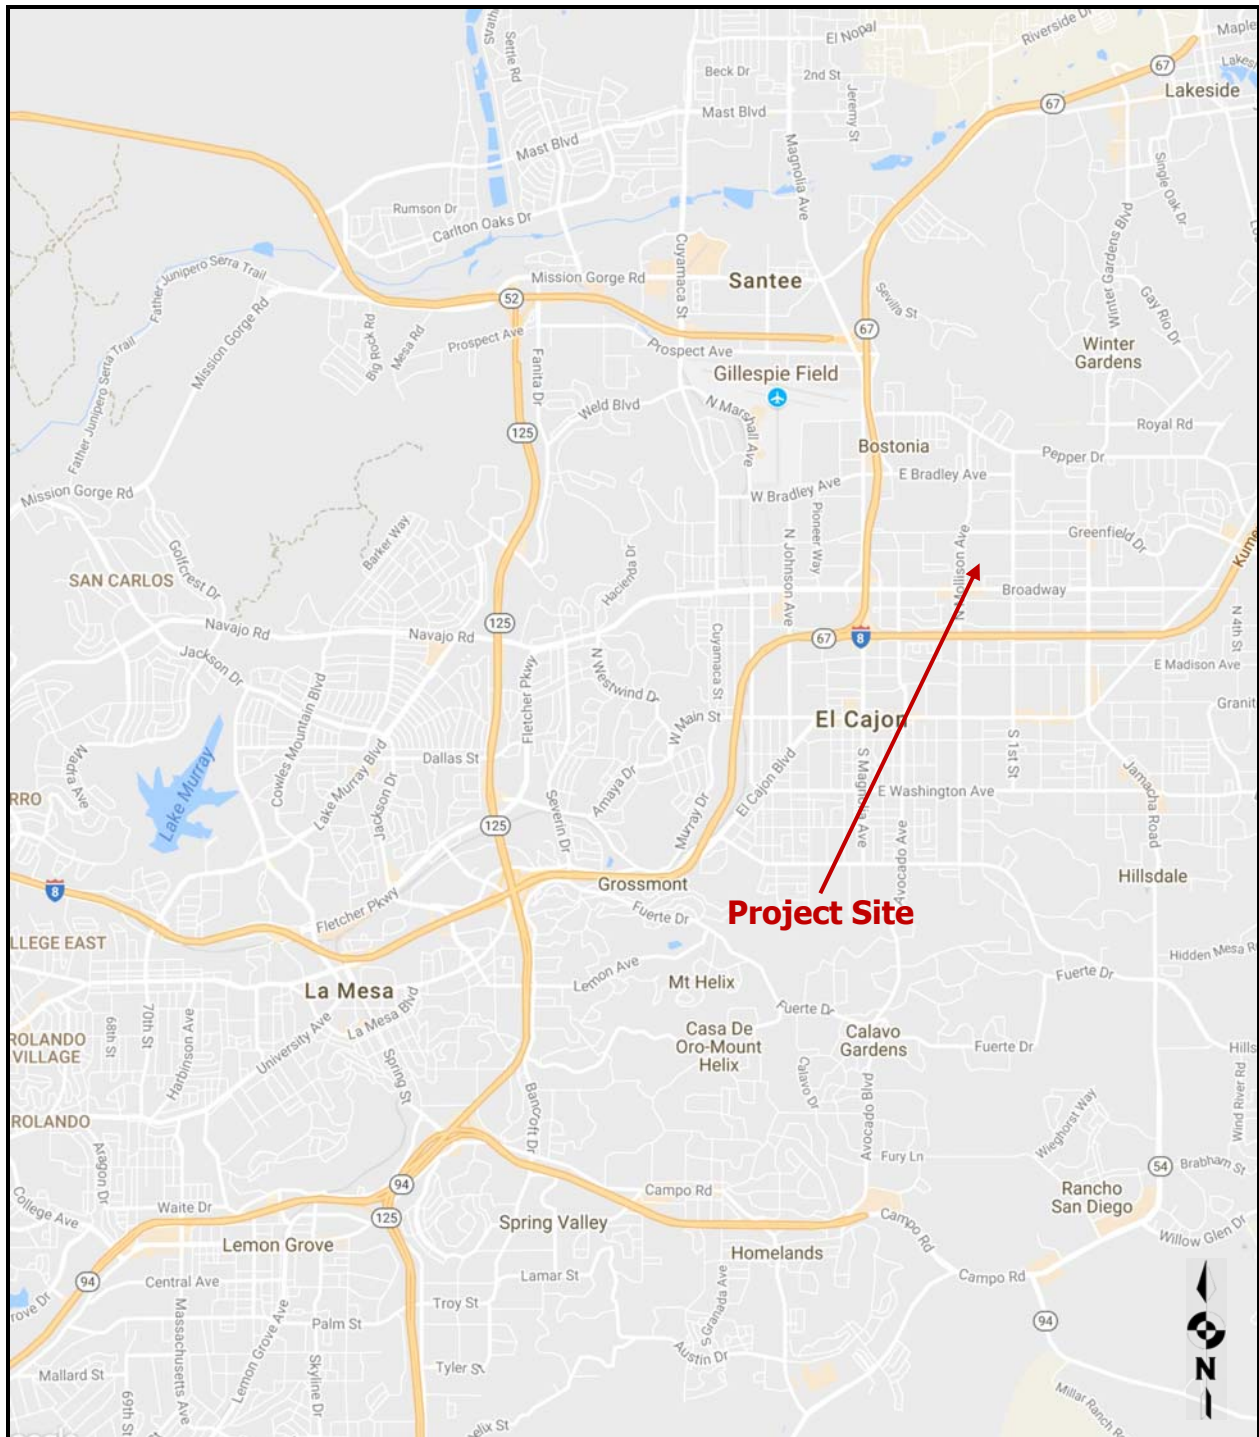 El Nopal
Riverside Dr
Maple
Settle Rd
67
Beck Dr
2nd St
Lakeside
67
Jeremy St
Mast Blvd
Mast Blvd
Magnolia Ave
Single Oak Dr
Rumson Dr
Carlton Oaks Dr
Winter Gardens Blvd
Cuyamaca St
Father Junipero Serra Trail
Mission Gorge Rd
Santee
Sevilla St
Gay Rio Dr
52
Mission Gorge Rd
Big Rock Rd
Mesa Rd
Prospect Ave
67
Prospect Ave
Winter
Gardens
Fanita Dr
Father Junipero Serra Trail
Gillespie Field
Weld Blvd
N Marshall Ave
125
Royal Rd
Bostonia
Pepper Dr
E Bradley Ave
Mission Gorge Rd
W Bradley Ave
Pioneer Way
Barker Way
Greenfield Dr
Golfcrest Dr
N Johnson Ave
N Mollison Ave
SAN CARLOS
Hacienda Dr
Broadway
Navajo Rd
Navajo Rd
125
67
8
N 4th St
Jackson Dr
Cuyamaca St
E Madison Ave
Fletcher Pkwy
N Westwind Dr
Cowles Mountain Blvd
W Main St
El Cajon
Granit
Madra Ave
Lake Murray
Dallas St
S Magnolia Ave
S 1st St
Lake Murray Blvd
Jackson Dr
Amaya Dr
Severin Dr
Murray Dr
El Cajon Blvd
E Washington Ave
Jamacha Road
RRO
125
Avocado Ave
8
Grossmont
Hillsdale
Fletcher Pkwy
Fuerte Dr
Project Site
LLEGE EAST
Hidden Mesa R
Lemon Ave
Mt Helix
Fuerte Dr
La Mesa
La Mesa Blvd
Fuerte Dr
70th St
68th St
Harbinson Ave
University Ave
Casa De
Oro-Mount
Helix
Calavo
Gardens
Fuerte Dr
Hills
ROLANDO
VILLAGE
Spring St
Calavo Dr
Bancroft Dr
Avocado Blvd
Wind River Rd
Wieghorst Way
ROLANDO
Aragon Dr
Fury Ln
54
Brabham St
94
Campo Rd
Rancho
San Diego
College Ave
Waite Dr
125
Spring Valley
Campo Rd
Willow Glen Dr
Lemon Grove
Homelands
94
Central Ave
Lamar St
Campo Rd
rove Dr
Massachusetts Ave
Lemon Grove Ave
Palm St
Troy St
S Granada Ave
94
Skyline Dr
Austin Dr
Mallard St
Tyler St
N
69th St
elix St
Millar Ranch R